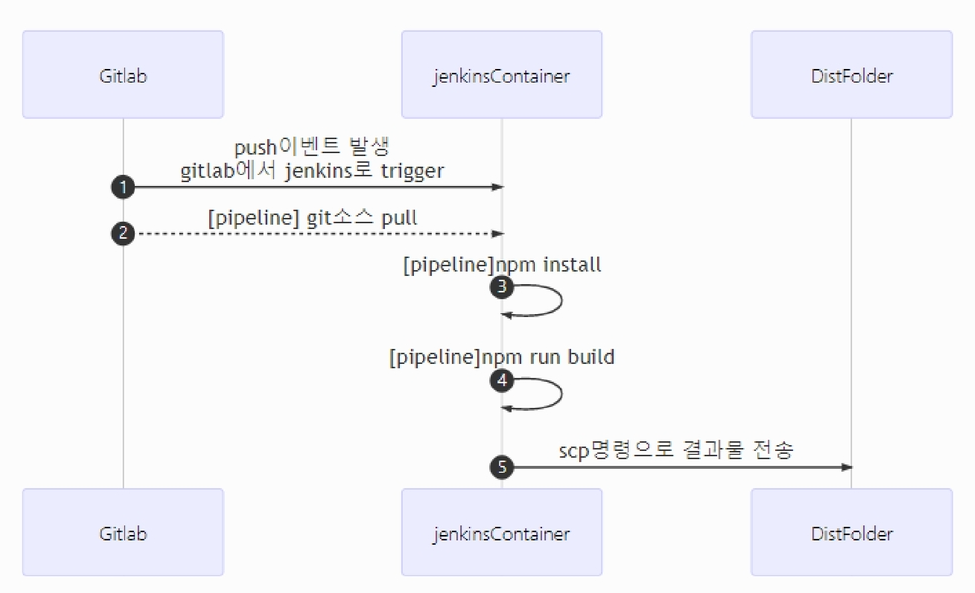 Gitlab
jenkinsContainer
DistFolder
push이벤트 발생
gitlab에서 jenkins로 trigger
1
[pipeline] git소스 pull
2
[pipeline]npm install
3
[pipeline]npm run build
4
scp명령으로 결과물 전송
5
Gitlab
jenkinsContainer
DistFolder